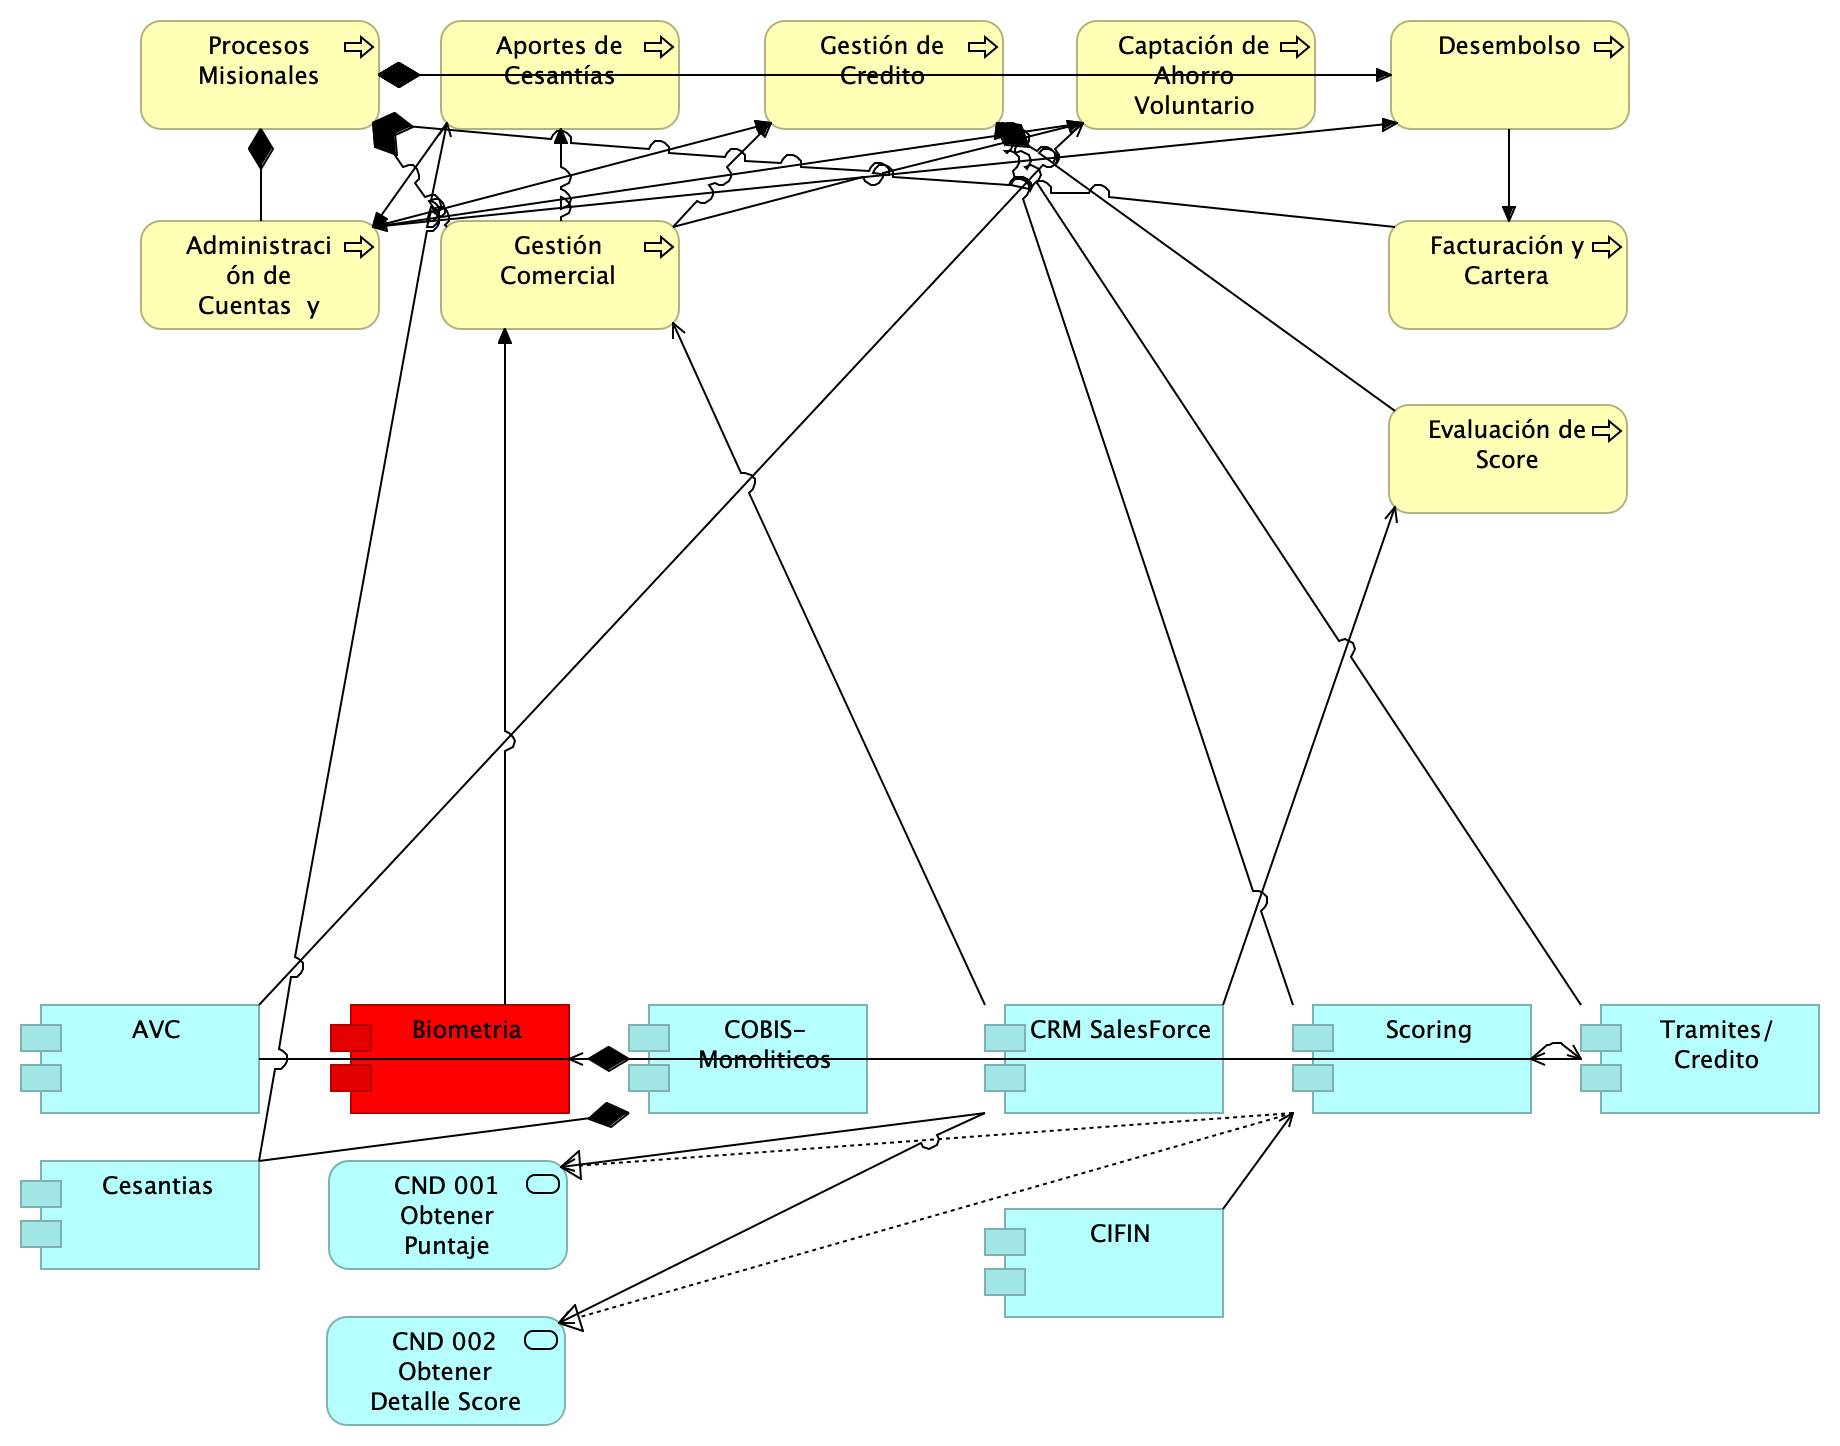 Procesos
Misionales
Aportes de
Cesantías
Gestión de
Credito
Captación de
Ahorro
Voluntario
Desembolso
Administraci
ón de
Cuentas  y
Gestión
Comercial
Facturación y
Cartera
Evaluación de
Score
AVC
Biometria
COBIS-
Monoliticos
CRM SalesForce
Scoring
Tramites/
Credito
Cesantias
CND 001
Obtener
Puntaje
CIFIN
CND 002
Obtener
Detalle Score